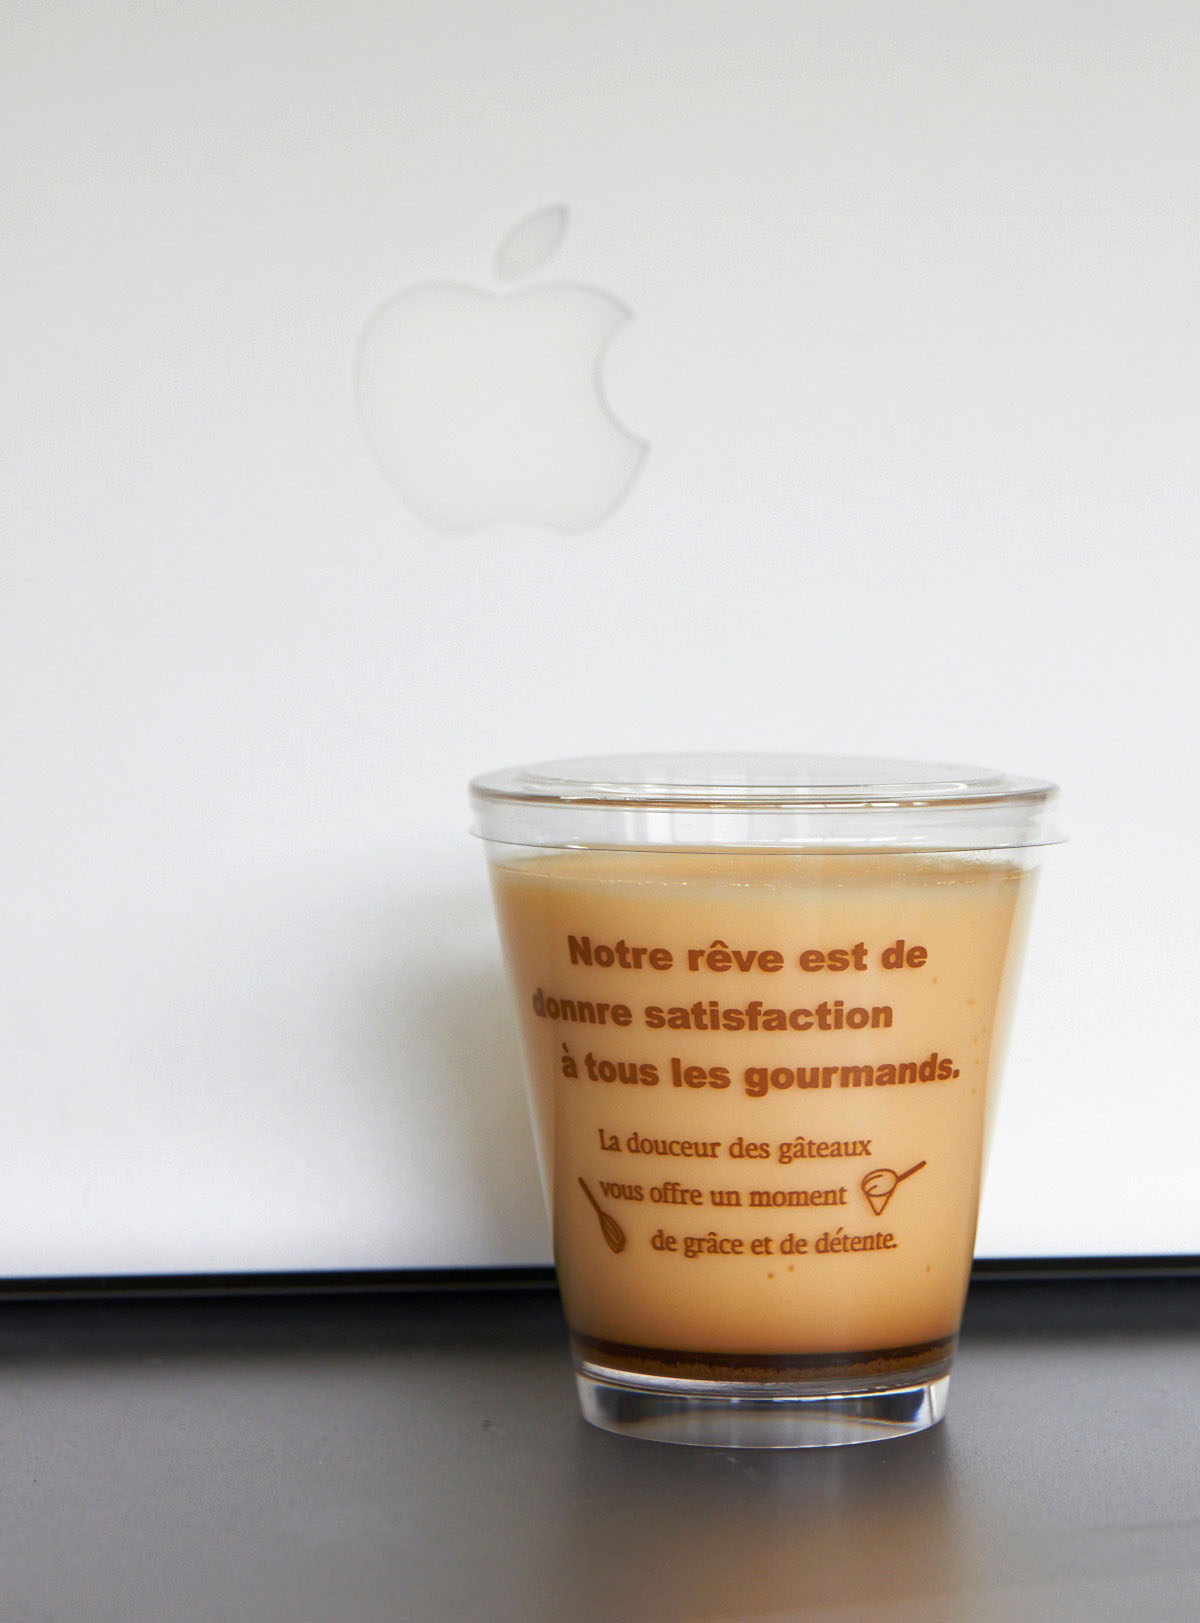 Notre rêve est de
donnre satisfaction
à tous les gourmands.
La douceur des gâteaux
vous offre un moment
de grâce et de détente.